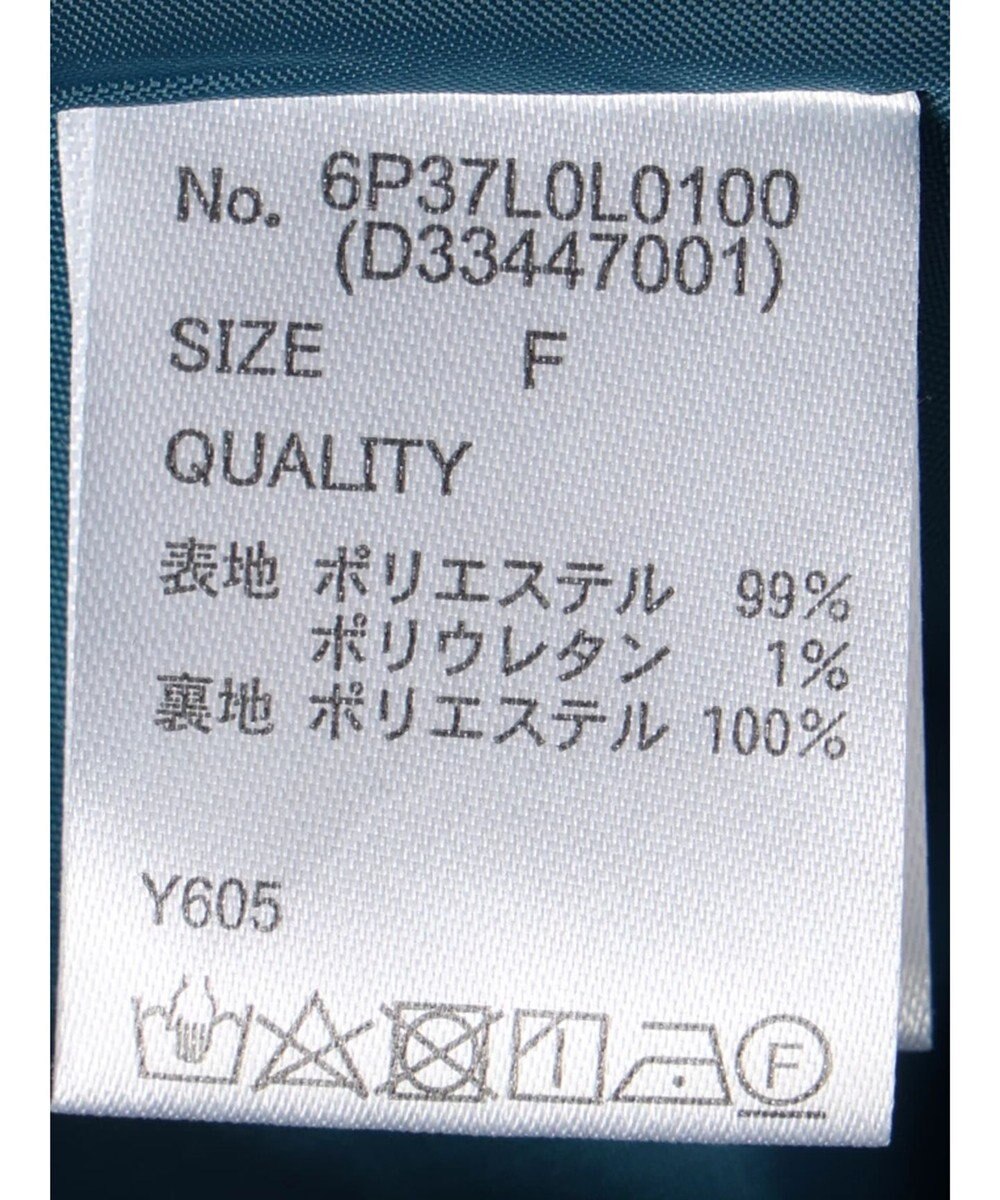 No. 6P37L0L0100
(D33447001)
SIZE F
QUALITY
表地 ポリエステル 99%
ポリウレタン 1%
裏地 ポリエステル 100%
Y605
F